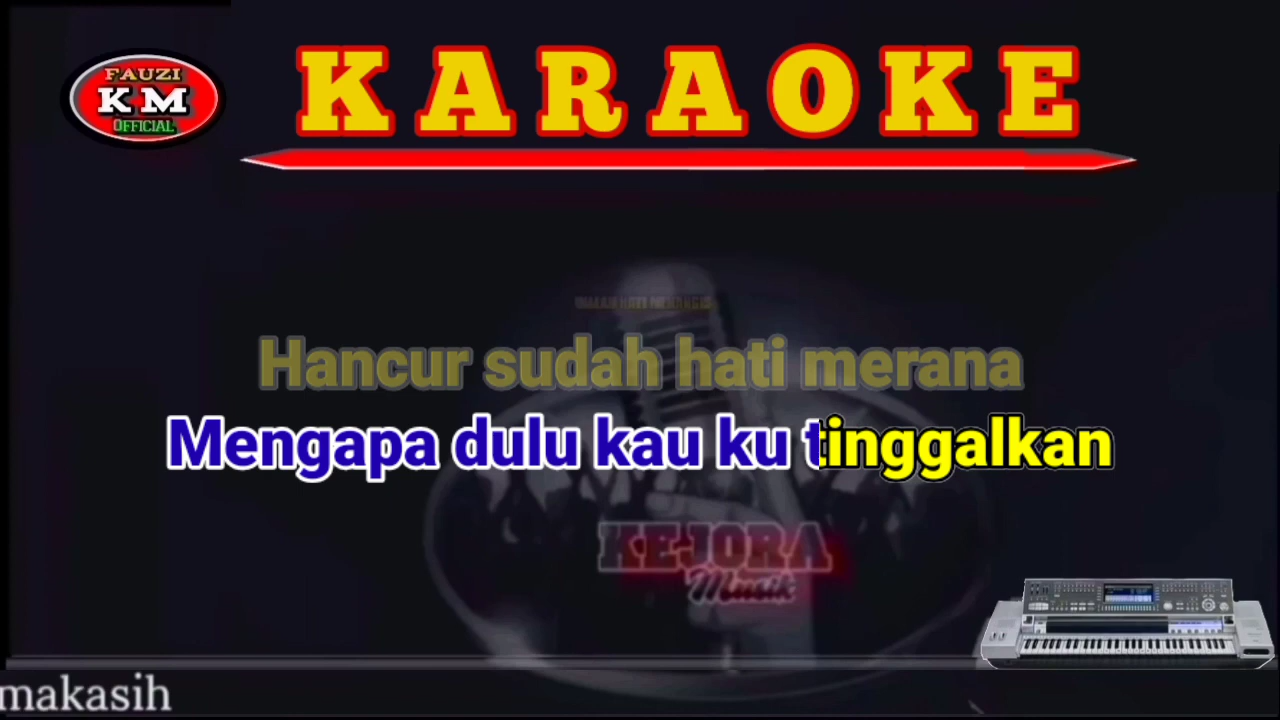 FAUZI
KM
OFFICIAL
KARAOKE
Hancur sudah hati merana
Mengapa dulu kau ku tinggalkan
KEJORA
Musik
makasih